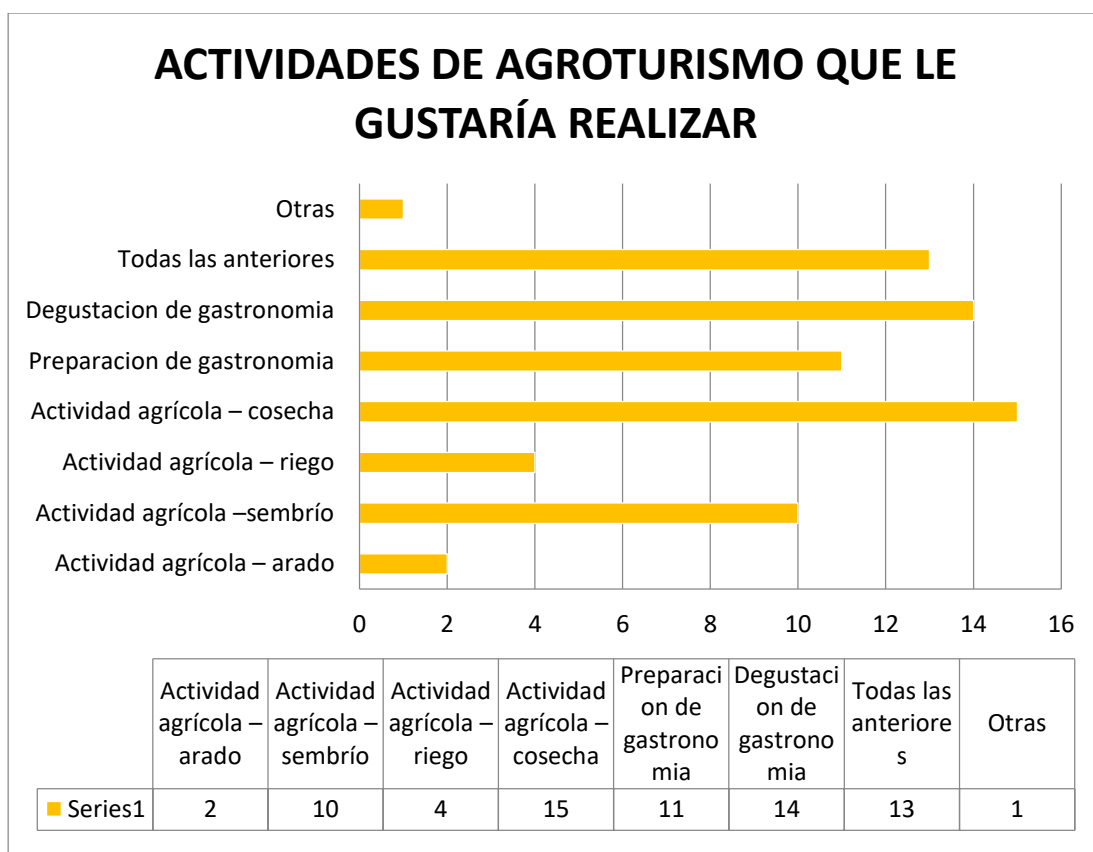 ACTIVIDADES DE AGROTURISMO QUE LE
GUSTARÍA REALIZAR
Otras
Todas las anteriores
Degustacion de gastronomia
Preparacion de gastronomia
Actividad agrícola – cosecha
Actividad agrícola – riego
Actividad agrícola –sembrío
Actividad agrícola – arado
0 2 4 6 8 10 12 14 16
Actividad
agrícola –
arado
Actividad
agrícola –
sembrío
Actividad
agrícola –
riego
Actividad
agrícola –
cosecha
Preparaci
on de
gastrono
mia
Degustaci
on de
gastrono
mia
Todas las
anteriore
s
Otras
Series1 2 10 4 15 11 14 13 1